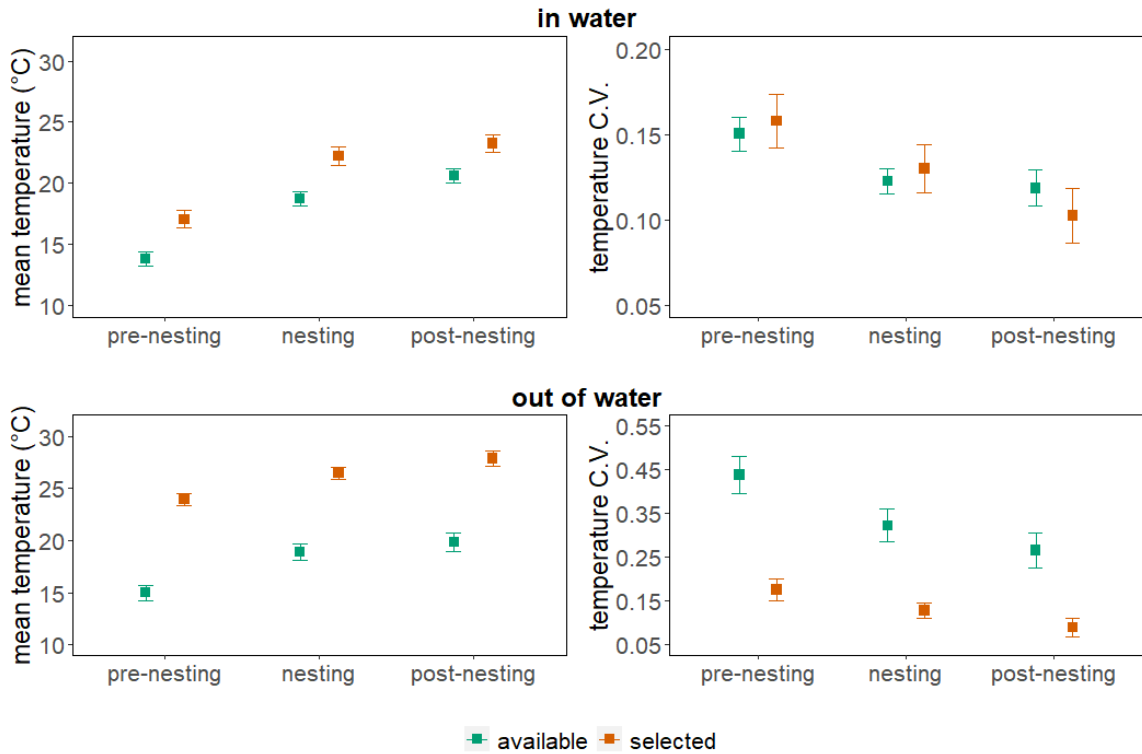 in water
mean temperature (°C)
30
25
20
15
10
pre-nesting nesting post-nesting
temperature C.V.
0.20
0.15
0.10
0.05
pre-nesting nesting post-nesting
out of water
mean temperature (°C)
30
25
20
15
10
pre-nesting nesting post-nesting
temperature C.V.
0.55
0.45
0.35
0.25
0.15
0.05
pre-nesting nesting post-nesting
available selected